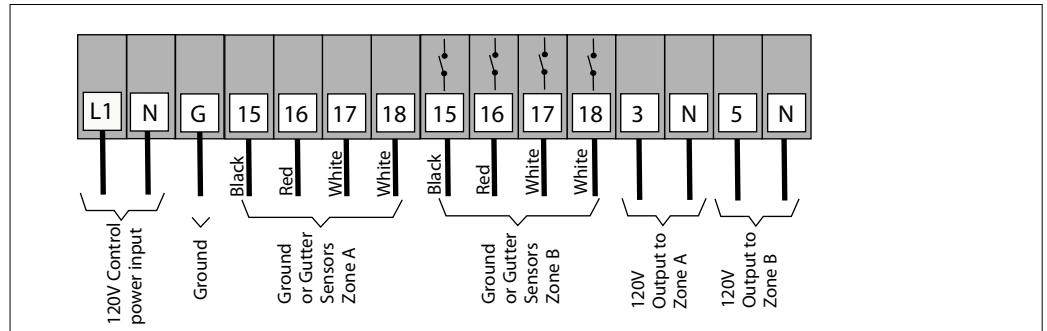 L1 N G 15 16 17 18 15 16 17 18 3 N 5 N
Black
Red
White
White
Black
Red
White
White
120V Control
power input
Ground
Ground
or Gutter
Sensors
Zone A
Ground
or Gutter
Sensors
Zone B
120V
Output to
Zone A
120V
Output to
Zone B